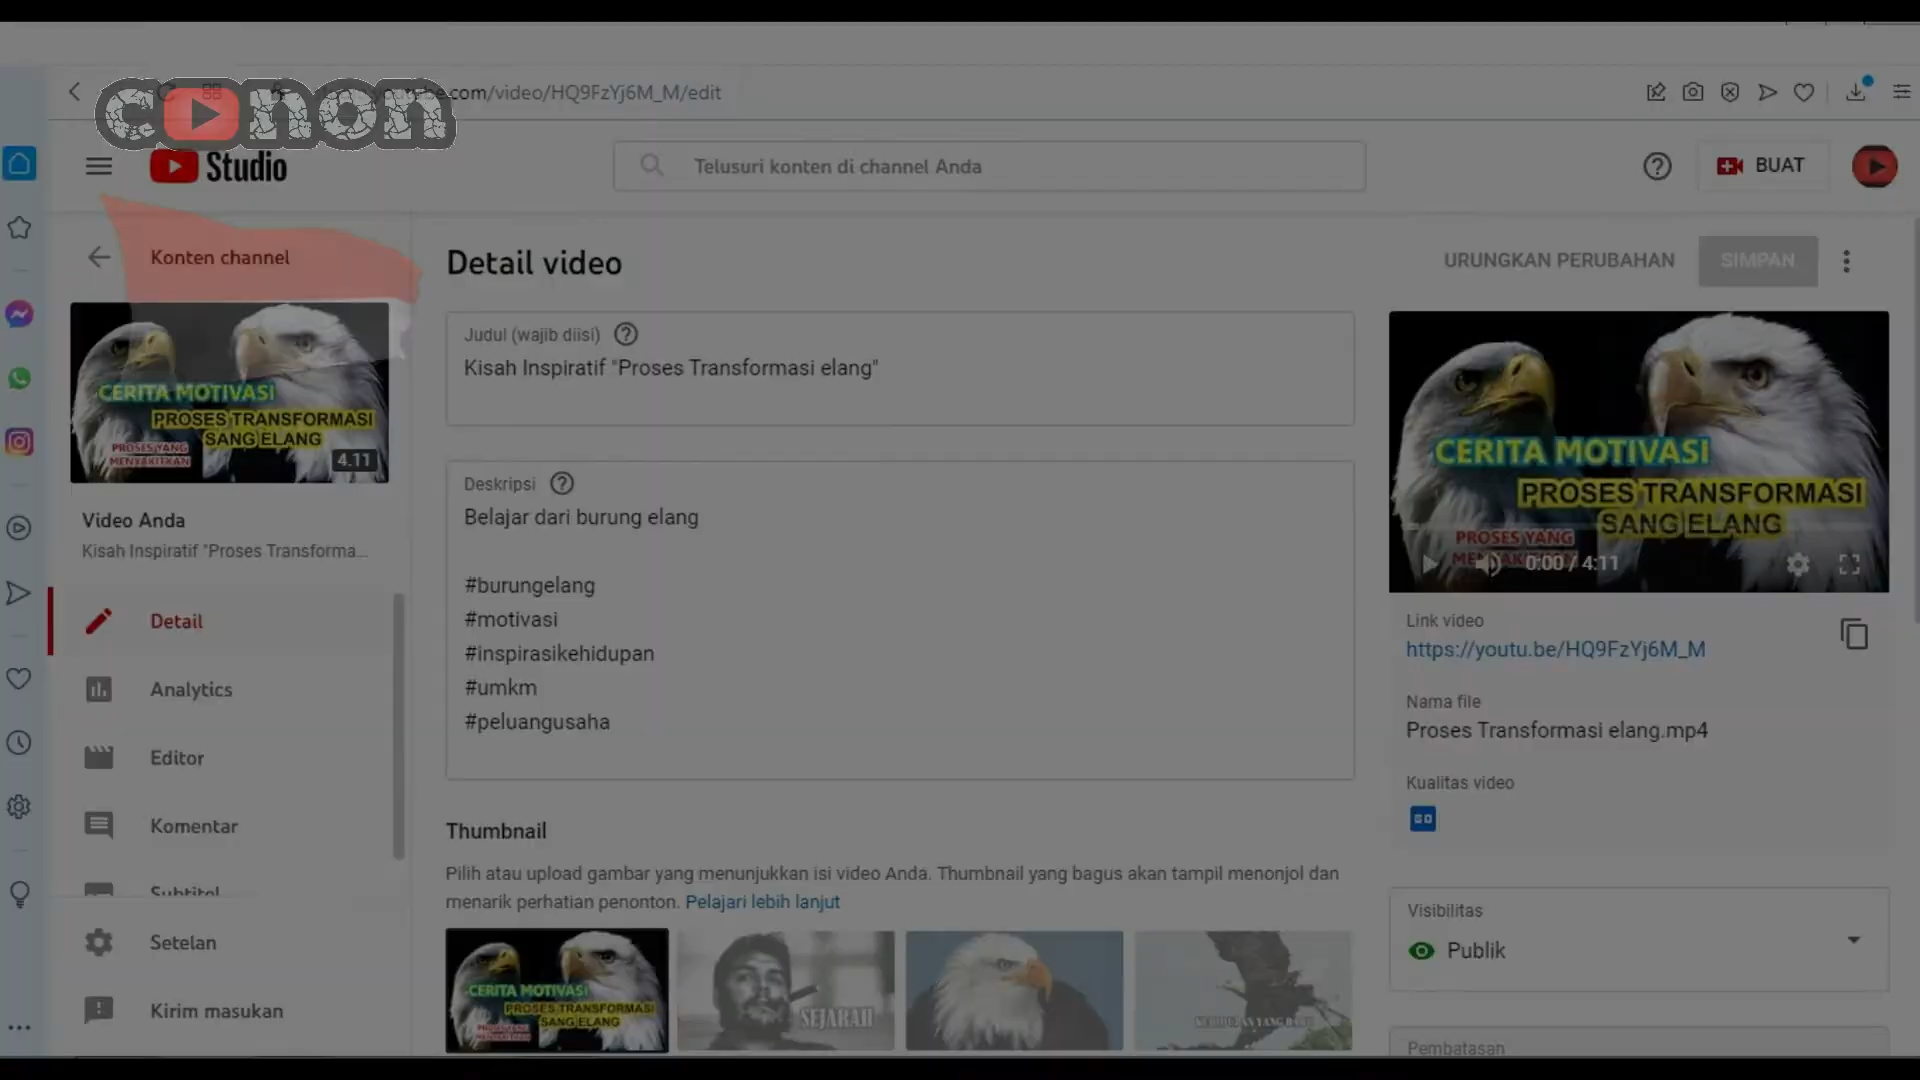 conon
youtube.com/video/HQ9FzYj6M_M/edit
Studio
Telusuri konten di channel Anda
BUAT
Konten channel
Detail video
URUNGKAN PERUBAHAN
SIMPAN
CERITA MOTIVASI
PROSES TRANSFORMASI
SANG ELANG
PROSES YANG
MENYAKITKAN
4.11
Video Anda
Kisah Inspiratif "Proses Transforma...
Detail
Analytics
Editor
Komentar
Subtitel
Setelan
Kirim masukan
Judul (wajib diisi)
Kisah Inspiratif "Proses Transformasi elang"
Deskripsi
Belajar dari burung elang
#burungelang
#motivasi
#inspirasikehidupan
#umkm
#peluangusaha
Thumbnail
Pilih atau upload gambar yang menunjukkan isi video Anda. Thumbnail yang bagus akan tampil menonjol dan
menarik perhatian penonton. Pelajari lebih lanjut
CERITA MOTIVASI
PROSES TRANSFORMASI
SANG ELANG
SEJARAH
CERITA MOTIVASI
PROSES TRANSFORMASI
SANG ELANG
PROSES YANG
0:00 / 4:11
Link video
https://youtu.be/HQ9FzYj6M_M
Nama file
Proses Transformasi elang.mp4
Kualitas video
SD
Visibilitas
Publik
Pembatasan